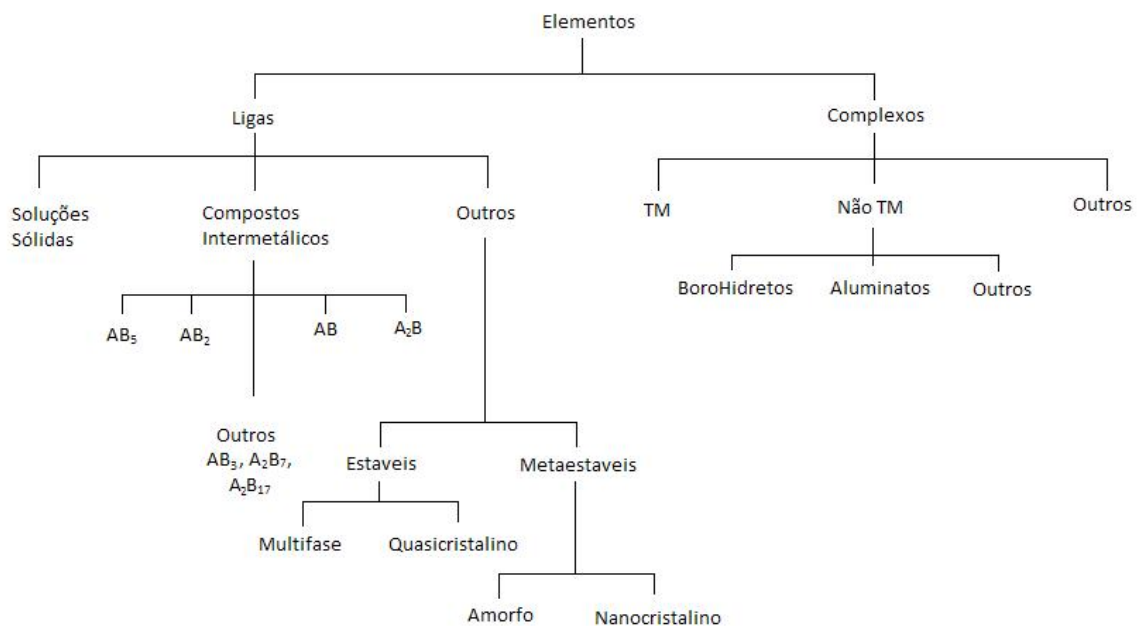 Elementos
Ligas
Complexos
Soluções
Sólidas
Compostos
Intermetálicos
Outros
TM
Não TM
Outros
BoroHidretos
Aluminatos
Outros
AB₅
AB₂
AB
A₂B
Outros
AB₃, A₂B₇,
A₂B₁₇
Estaveis
Metaestaveis
Multifase
Quasicristalino
Amorfo
Nanocristalino